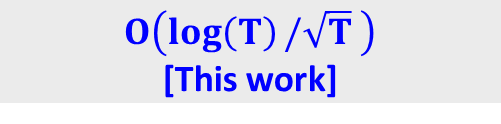 O(log(T) /√T )
[This work]